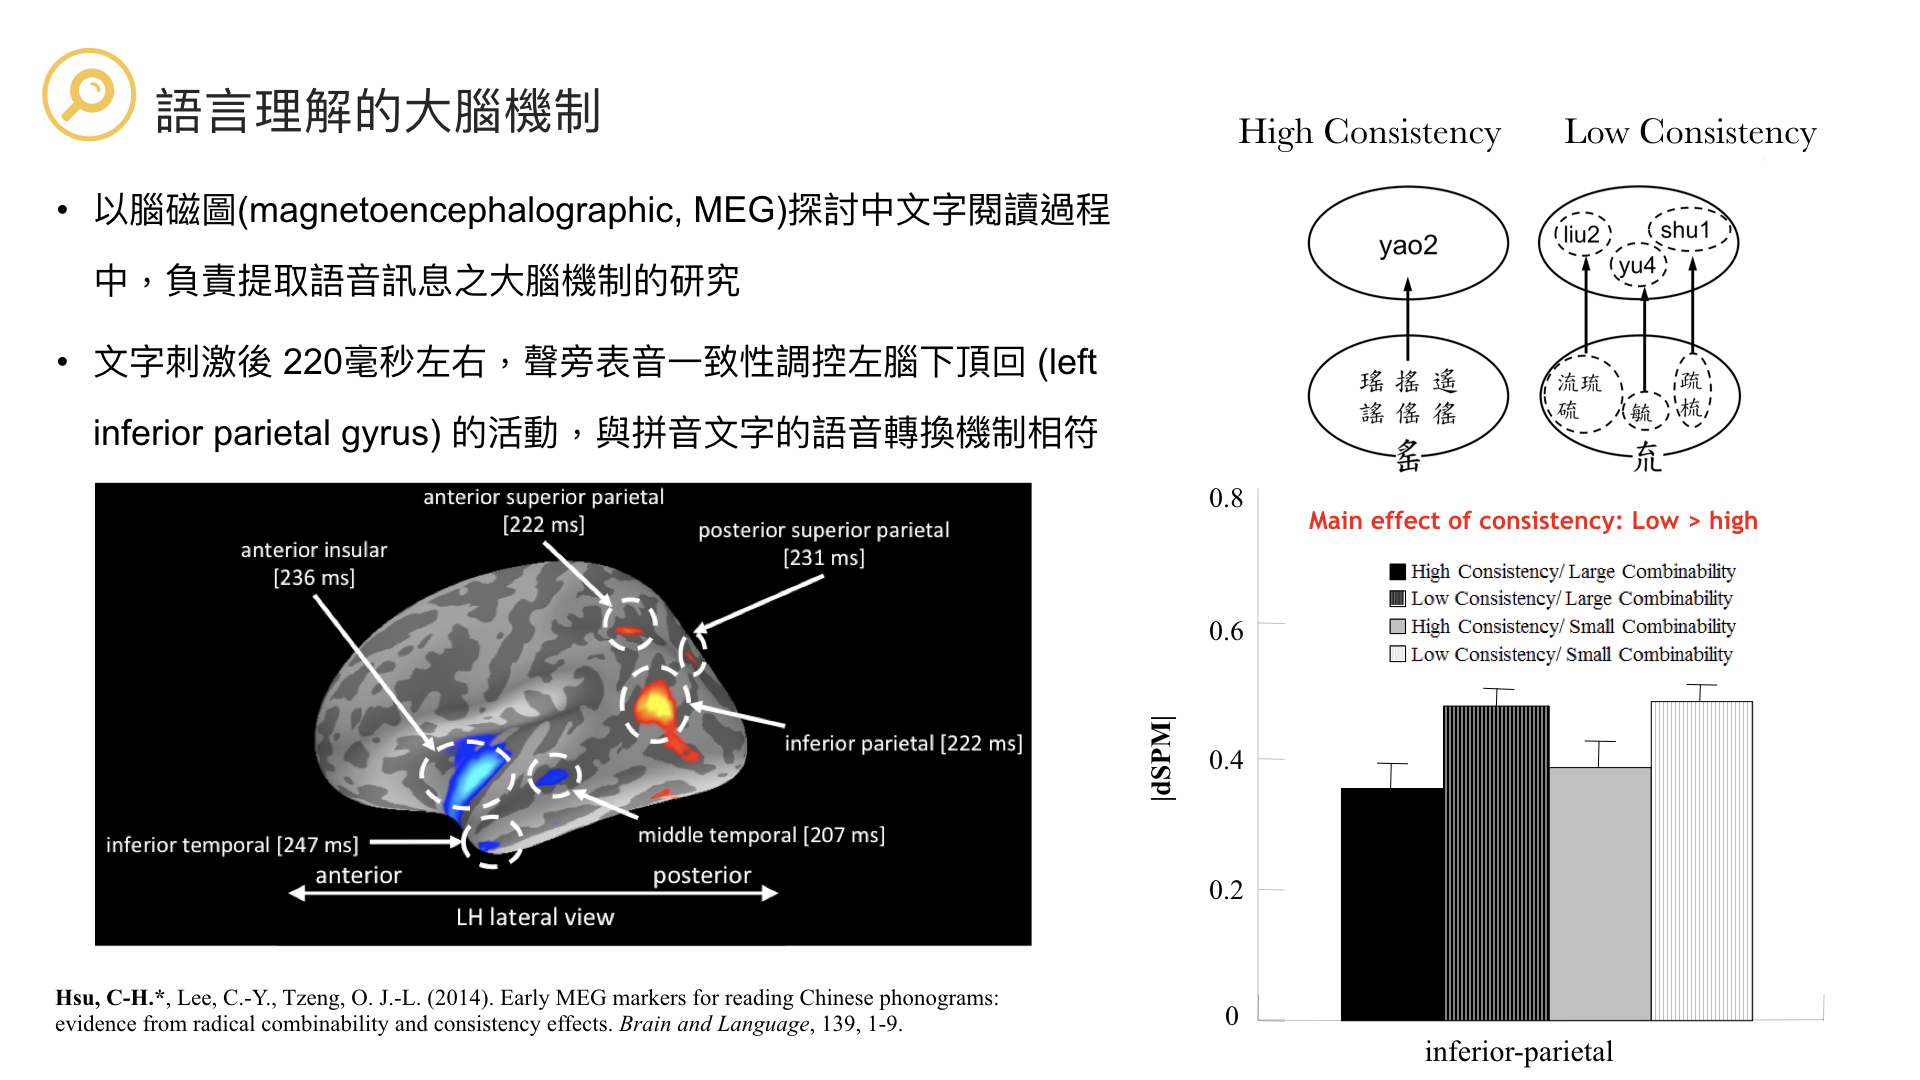 語言理解的大腦機制
• 以腦磁圖(magnetoencephalographic, MEG)探討中文字閱讀過程
中，負責提取語音訊息之大腦機制的研究
• 文字刺激後 220毫秒左右，聲旁表音一致性調控左腦下頂回 (left
inferior parietal gyrus) 的活動，與拼音文字的語音轉換機制相符
anterior superior parietal
[222 ms]
posterior superior parietal
[231 ms]
anterior insular
[236 ms]
inferior parietal [222 ms]
middle temporal [207 ms]
inferior temporal [247 ms]
anterior
posterior
LH lateral view
Hsu, C-H.*, Lee, C.-Y., Tzeng, O. J.-L. (2014). Early MEG markers for reading Chinese phonograms:
evidence from radical combinability and consistency effects. Brain and Language, 139, 1-9.
High Consistency
Low Consistency
yao2
瑤 搖 遙
謠 傜 徭
䍃
liu2
shu1
yu4
流琉
硫
毓
疏
梳
㐬
Main effect of consistency: Low > high
High Consistency/ Large Combinability
Low Consistency/ Large Combinability
High Consistency/ Small Combinability
Low Consistency/ Small Combinability
|dSPM|
0.8
0.6
0.4
0.2
0
inferior-parietal